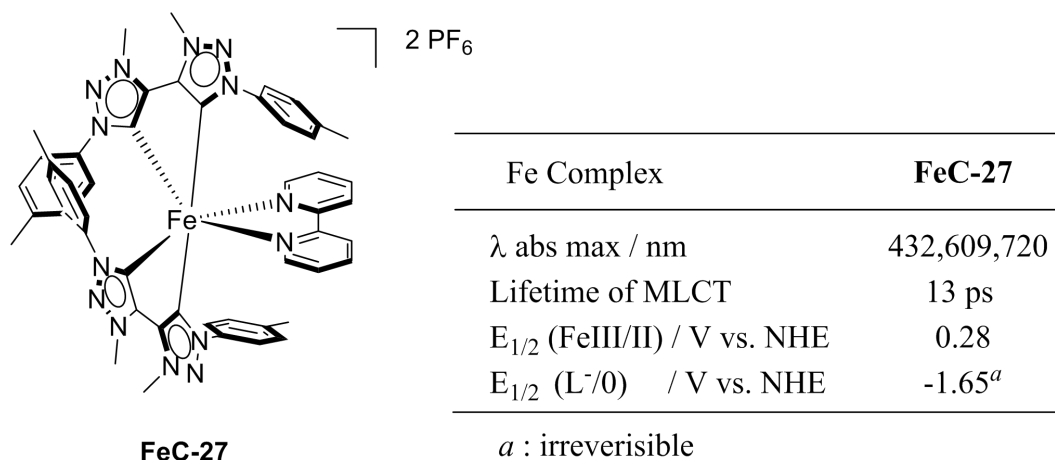 2 PF6
N N N N N N
Fe
N N
N N N N N N
FeC-27
Fe Complex FeC-27
λ abs max / nm 432,609,720
Lifetime of MLCT 13 ps
E1/2 (FeIII/II) / V vs. NHE 0.28
E1/2 (L-/0) / V vs. NHE -1.65a
a : irreverisible